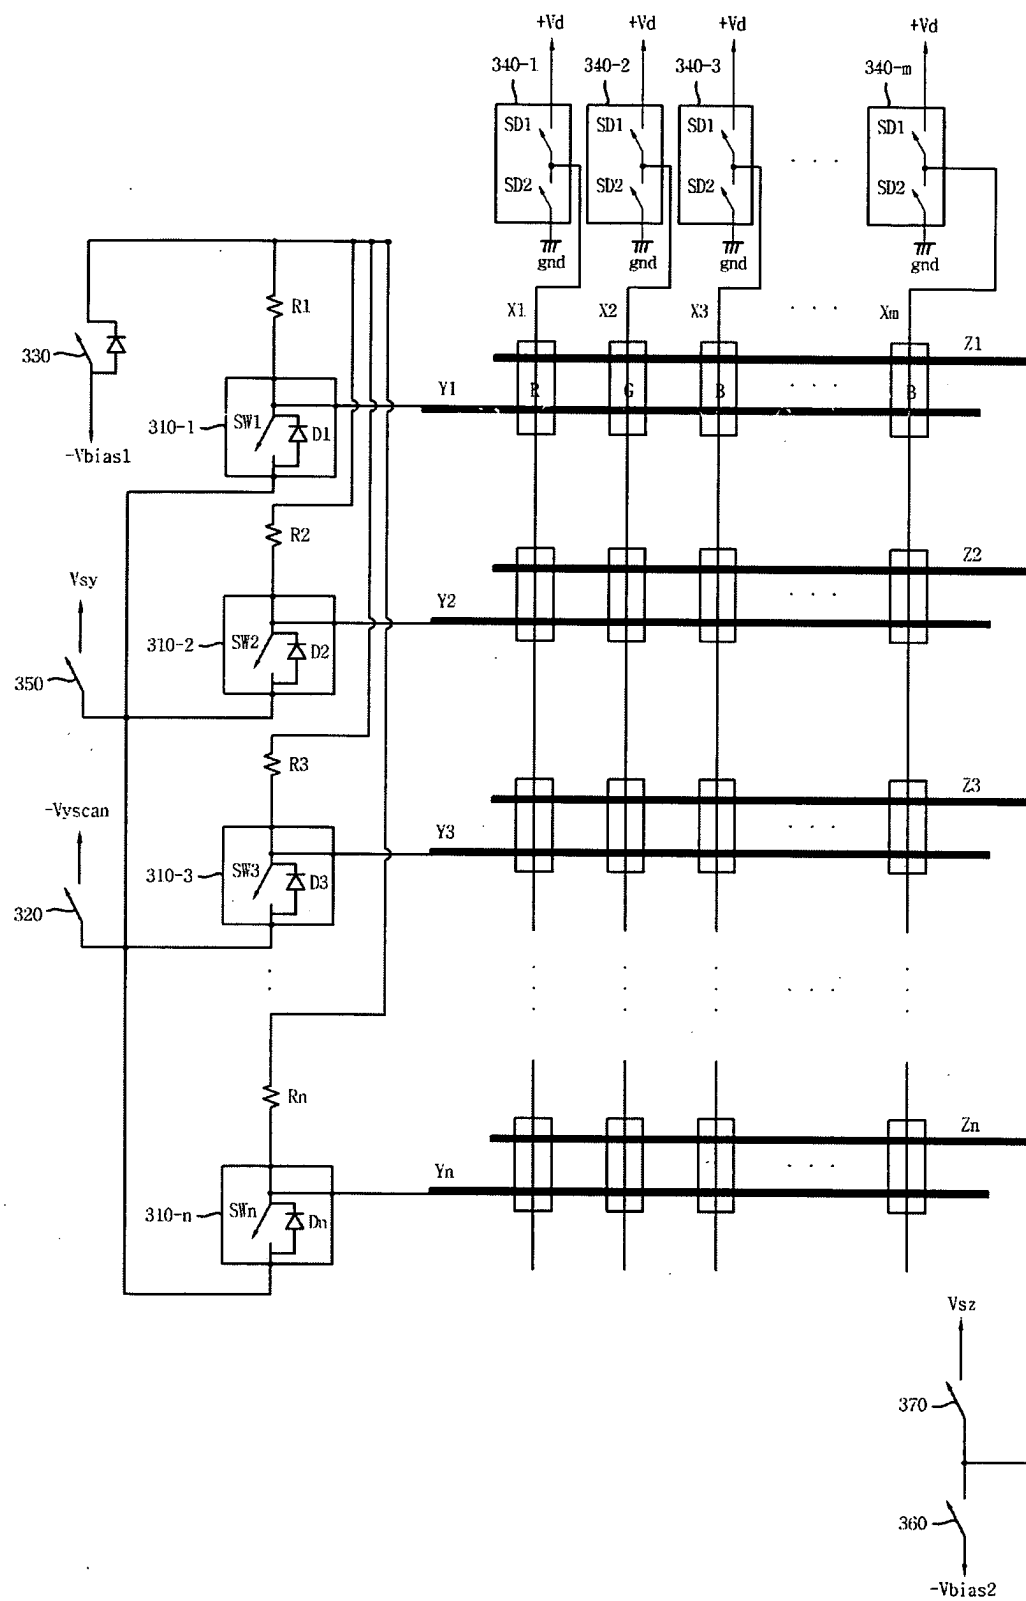 +Vd +Vd +Vd +Vd
340-1 340-2 340-3 340-m
SD1 SD1 SD1 SD1
SD2 SD2 SD2 SD2
. . .
gnd gnd gnd gnd
R1 X1 X2 X3 . . . Xm
330 Z1
Y1 R G B . . . B
310-1 SW1 D1
-Vbias1
R2 Z2
Vsy . . .
Y2
310-2 SW2 D2
350
R3 Z3
-Vyscan
Y3 . . .
310-3 SW3 D3
320
. . .
Rn Zn
Yn . . .
310-n SWn Dn
Vsz
370
360
-Vbias2